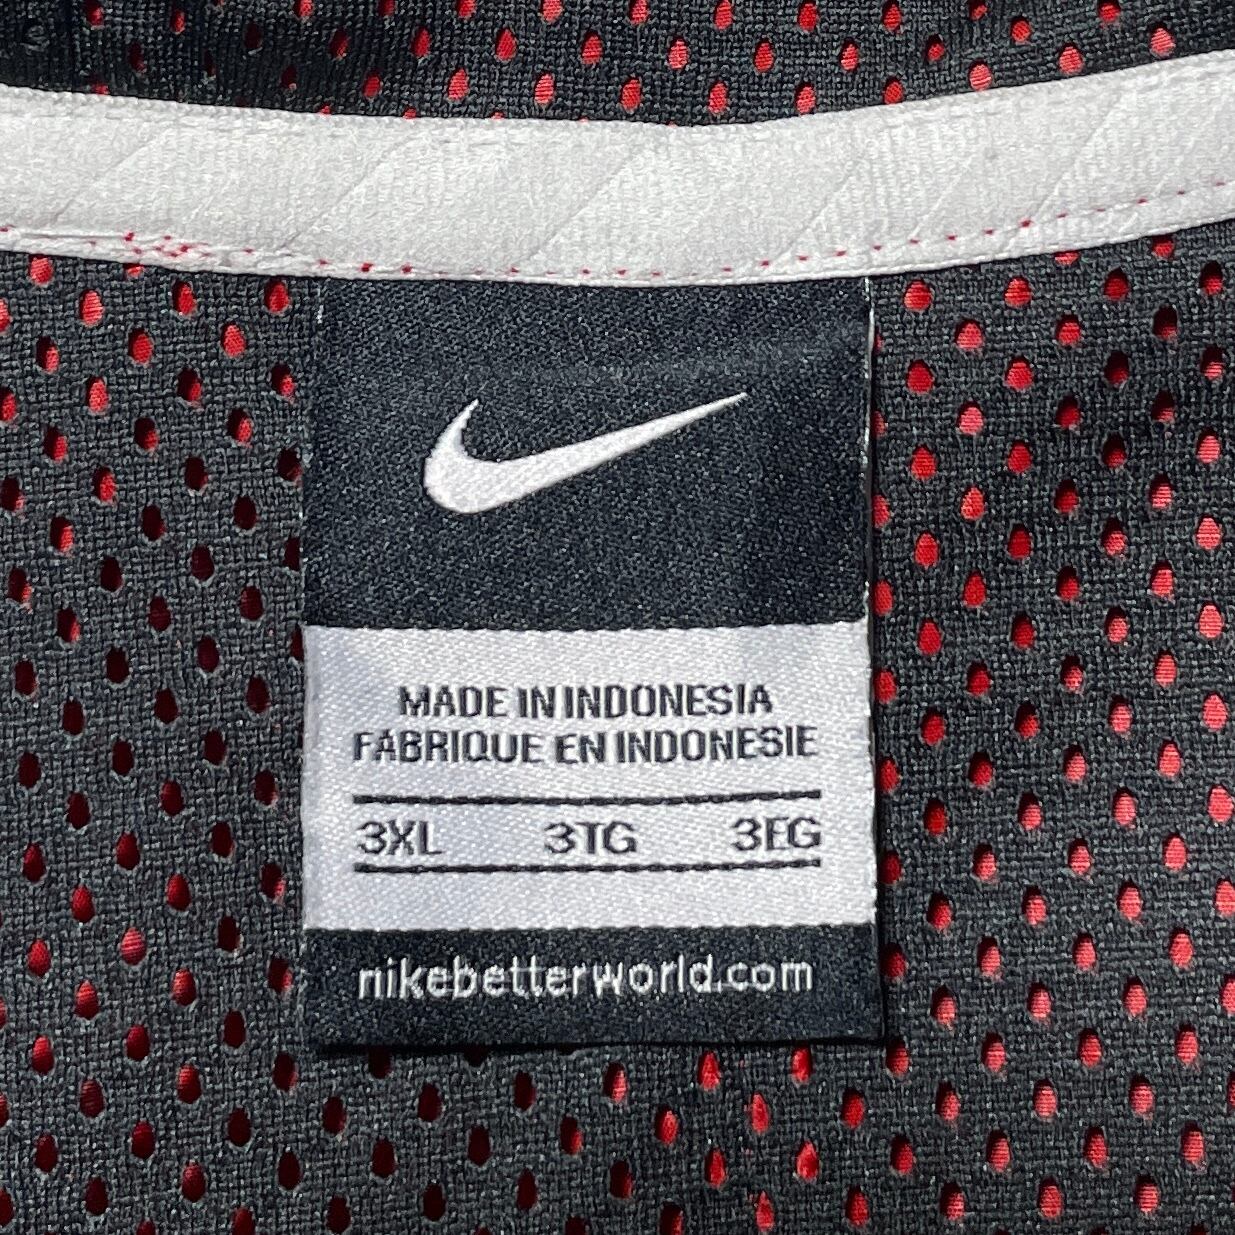 MADE IN INDONESIA
FABRIQUE EN INDONESIE
3XL 3TG 3EG
nikebetterworld.com